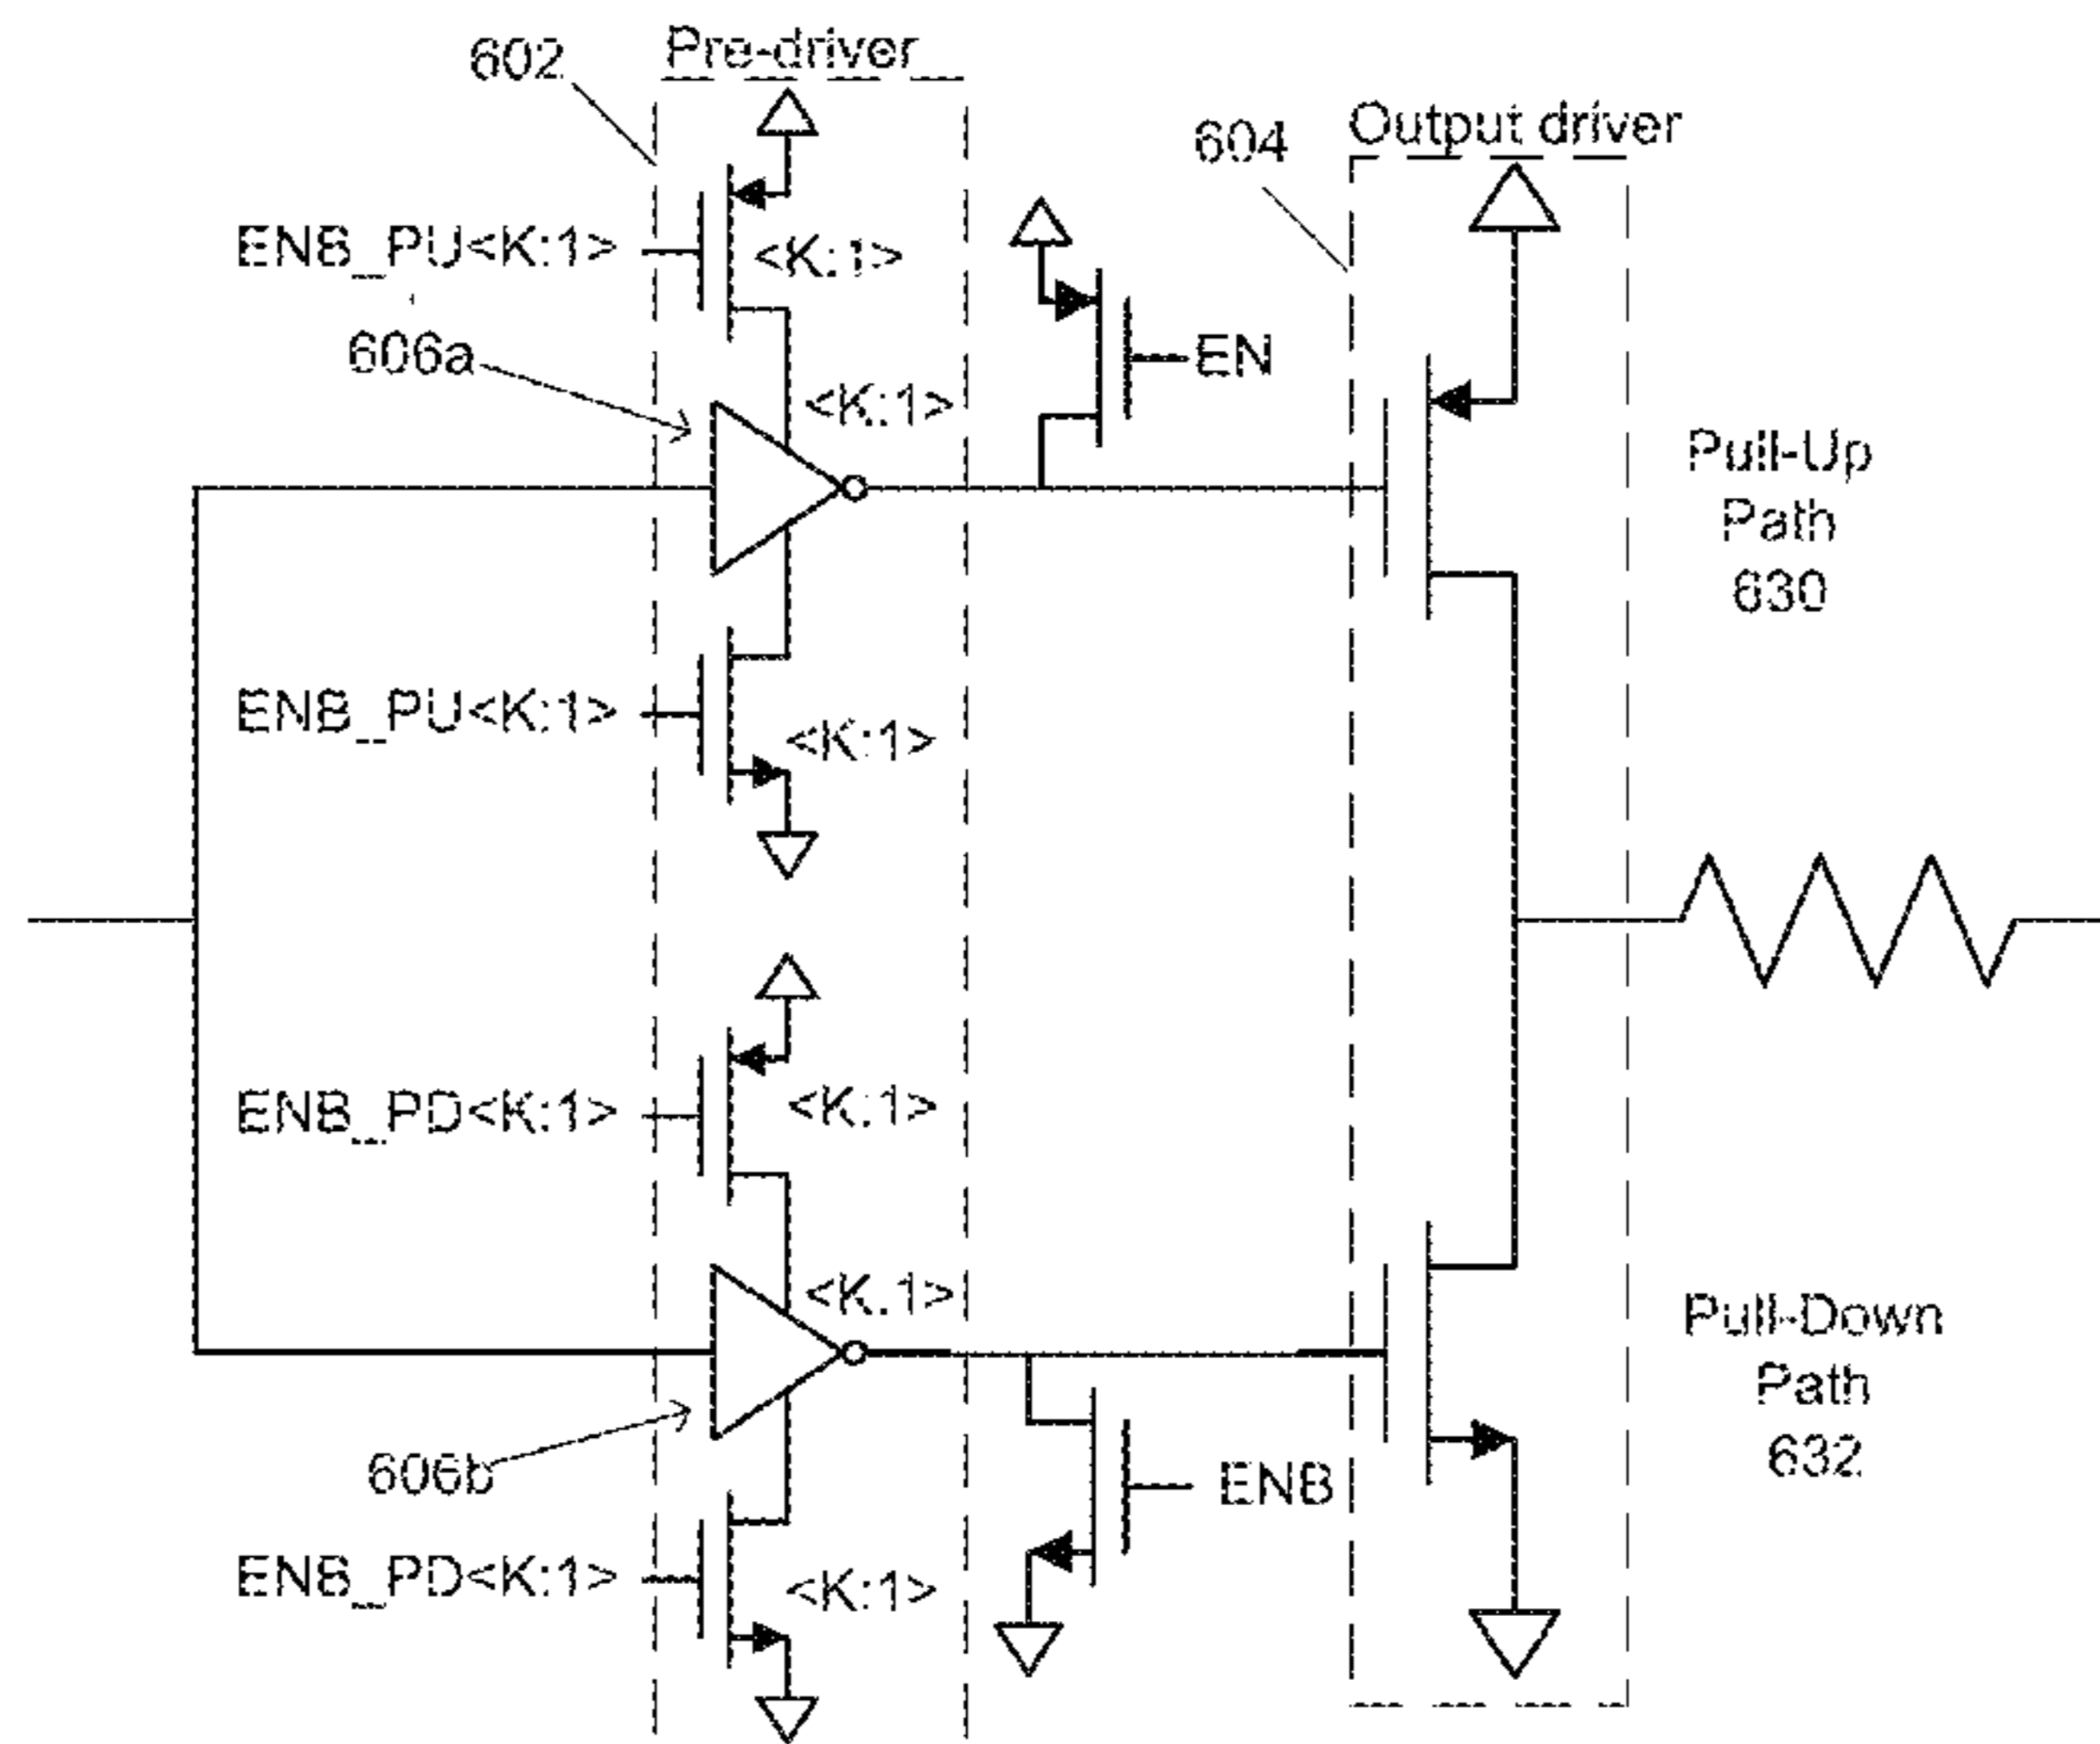 602
Pre-driver
604
Output driver
ENB_PU<K:1>
<K:1>
606a
EN
<K:1>
Pull-Up
Path
630
ENB_PU<K:1>
<K:1>
ENB_PD<K:1>
<K:1>
<K:1>
Pull-Down
Path
632
606b
ENB
ENB_PD<K:1>
<K:1>